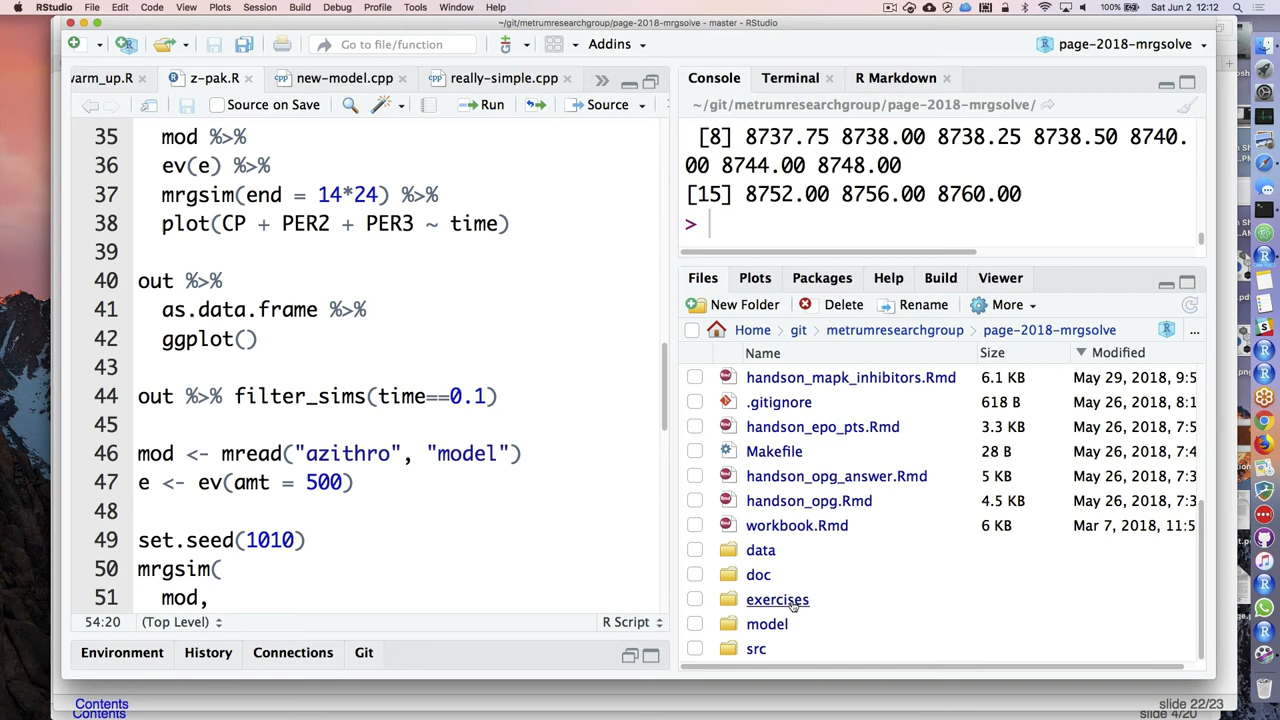 RStudio File Edit Code View Plots Session Build Debug Profile Tools Window Help 100% Sat Jun 2 12:12
~/git/metrumresearchgroup/page-2018-mrgsolve - master - RStudio
Go to file/function Addins page-2018-mrgsolve
warm_up.R z-pak.R new-model.cpp really-simple.cpp
Source on Save Run Source
35 mod %>%
36 ev(e) %>%
37 mrgsim(end = 14*24) %>%
38 plot(CP + PER2 + PER3 ~ time)
39
40 out %>%
41 as.data.frame %>%
42 ggplot()
43
44 out %>% filter_sims(time==0.1)
45
46 mod <- mread("azithro", "model")
47 e <- ev(amt = 500)
48
49 set.seed(1010)
50 mrgsim(
51 mod,
54:20 (Top Level) R Script
Environment History Connections Git
Console Terminal R Markdown
~/git/metrumresearchgroup/page-2018-mrgsolve/
[8] 8737.75 8738.00 8738.25 8738.50 8740.
00 8744.00 8748.00
[15] 8752.00 8756.00 8760.00
>
Files Plots Packages Help Build Viewer
New Folder Delete Rename More
Home git metrumresearchgroup page-2018-mrgsolve ...
Name Size Modified
handson_mapk_inhibitors.Rmd 6.1 KB May 29, 2018, 9:5
.gitignore 618 B May 26, 2018, 8:1
handson_epo_pts.Rmd 3.3 KB May 26, 2018, 7:5
Makefile 28 B May 26, 2018, 7:4
handson_opg_answer.Rmd 5 KB May 26, 2018, 7:3
handson_opg.Rmd 4.5 KB May 26, 2018, 7:3
workbook.Rmd 6 KB Mar 7, 2018, 11:5
data
doc
exercises
model
src
Contents slide 22/23
Contents slide 4/20